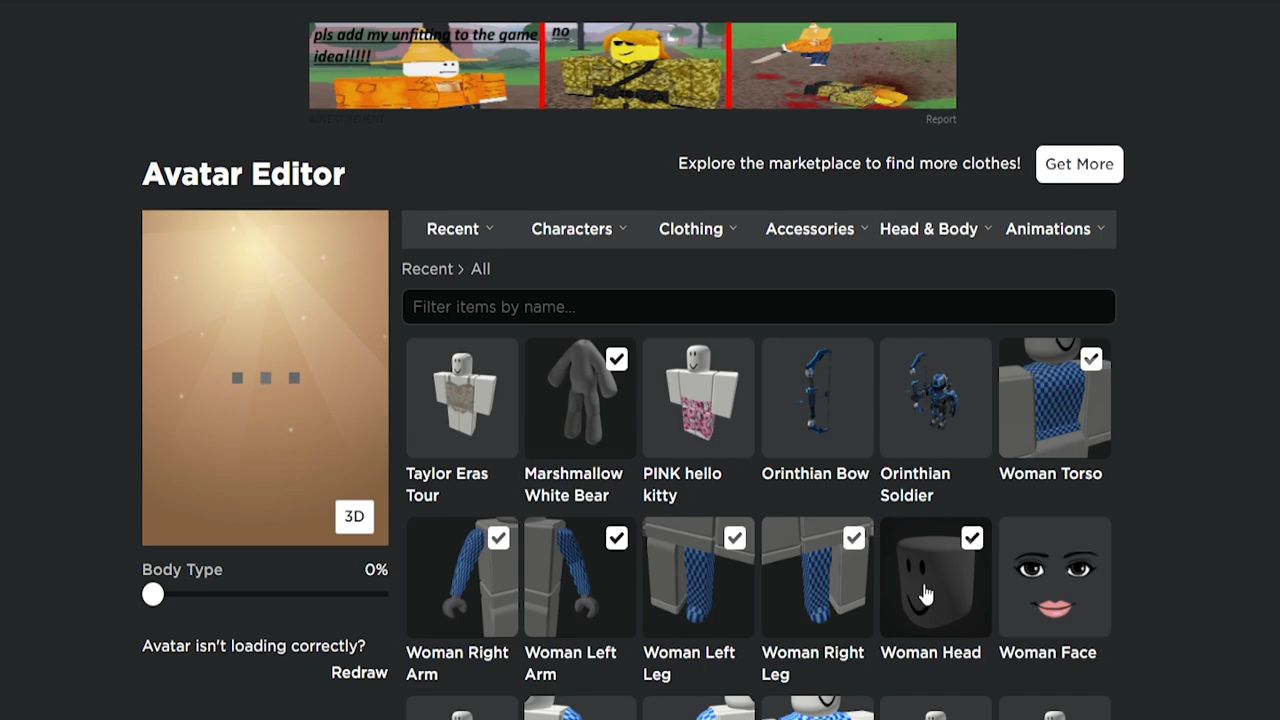 pls add my unfitting to the game
idea!!!!!
no
ADVERTISEMENT
Report
Avatar Editor
Explore the marketplace to find more clothes!
Get More
Recent
Characters
Clothing
Accessories
Head & Body
Animations
Recent > All
Filter items by name...
3D
Body Type
0%
Avatar isn't loading correctly?
Redraw
Taylor Eras
Tour
Marshmallow
White Bear
PINK hello
kitty
Orinthian Bow
Orinthian
Soldier
Woman Torso
Woman Right
Arm
Woman Left
Arm
Woman Left
Leg
Woman Right
Leg
Woman Head
Woman Face